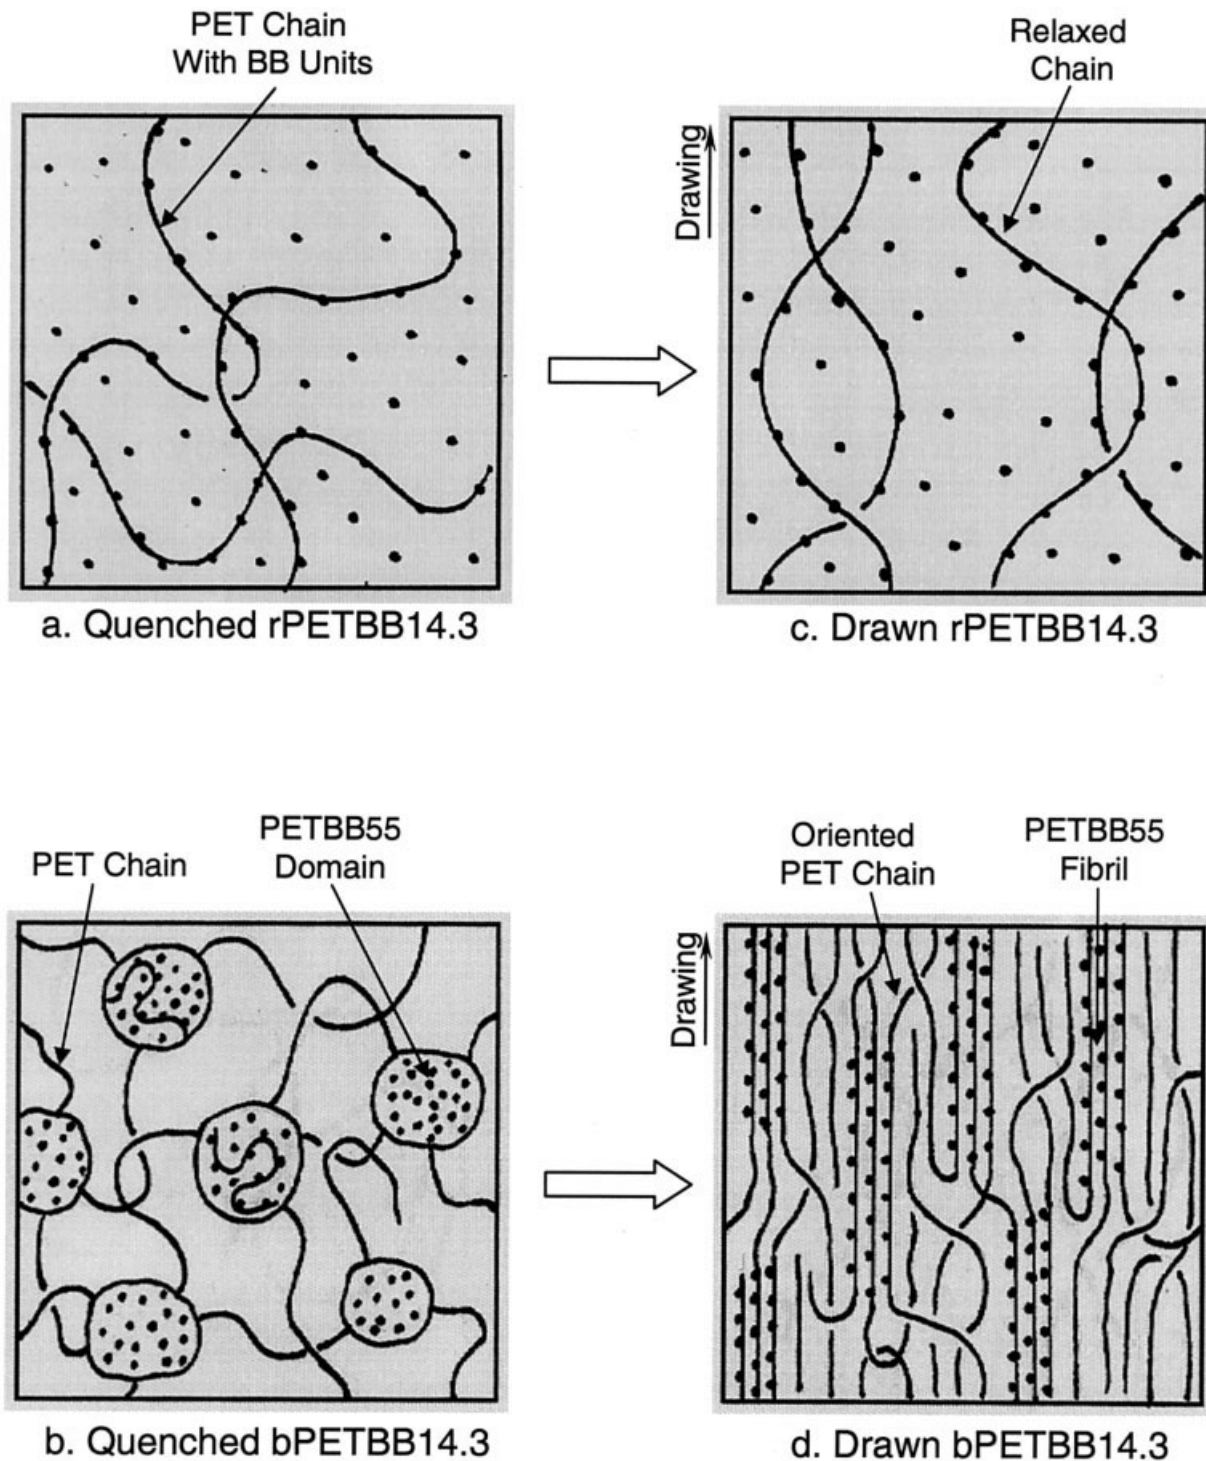 PET Chain
With BB Units
Relaxed
Chain
Drawing
a. Quenched rPETBB14.3
c. Drawn rPETBB14.3
PET Chain
PETBB55
Domain
Oriented
PET Chain
PETBB55
Fibril
Drawing
b. Quenched bPETBB14.3
d. Drawn bPETBB14.3